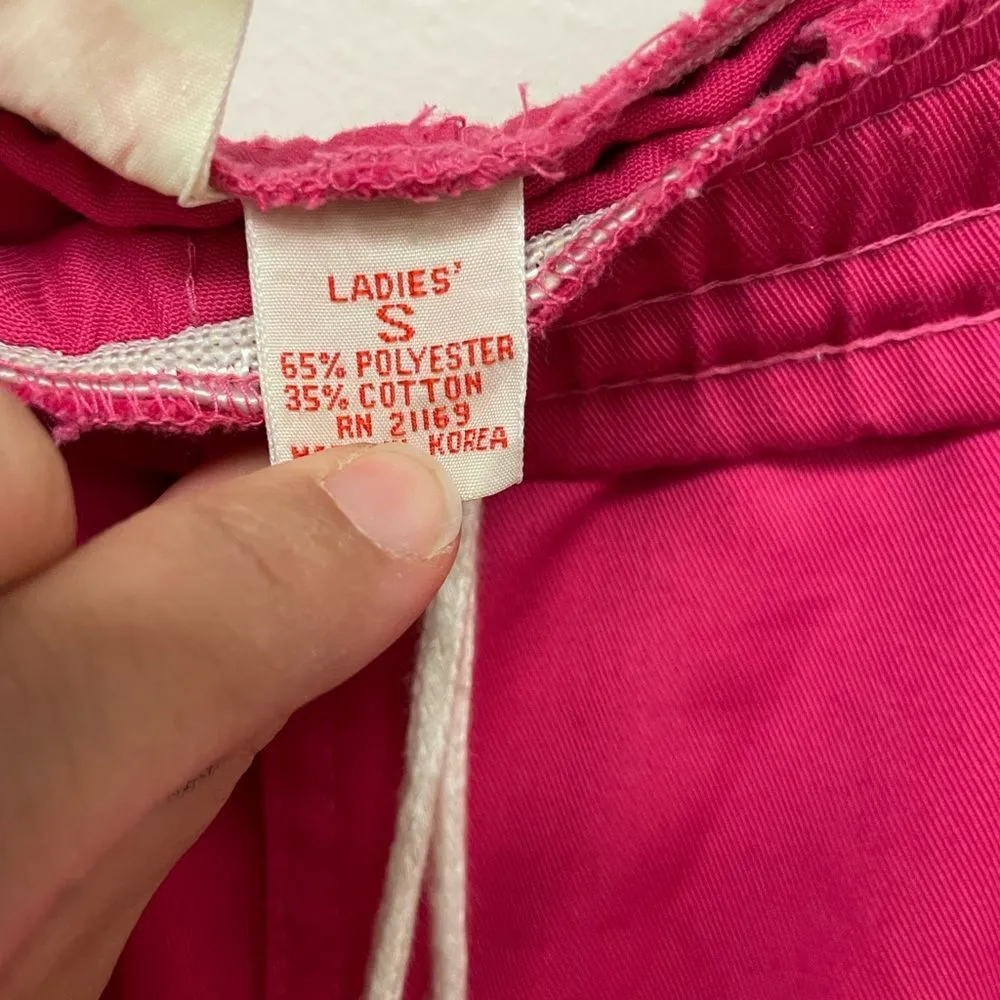 LADIES'
S
65% POLYESTER
35% COTTON
RN 21169
KOREA